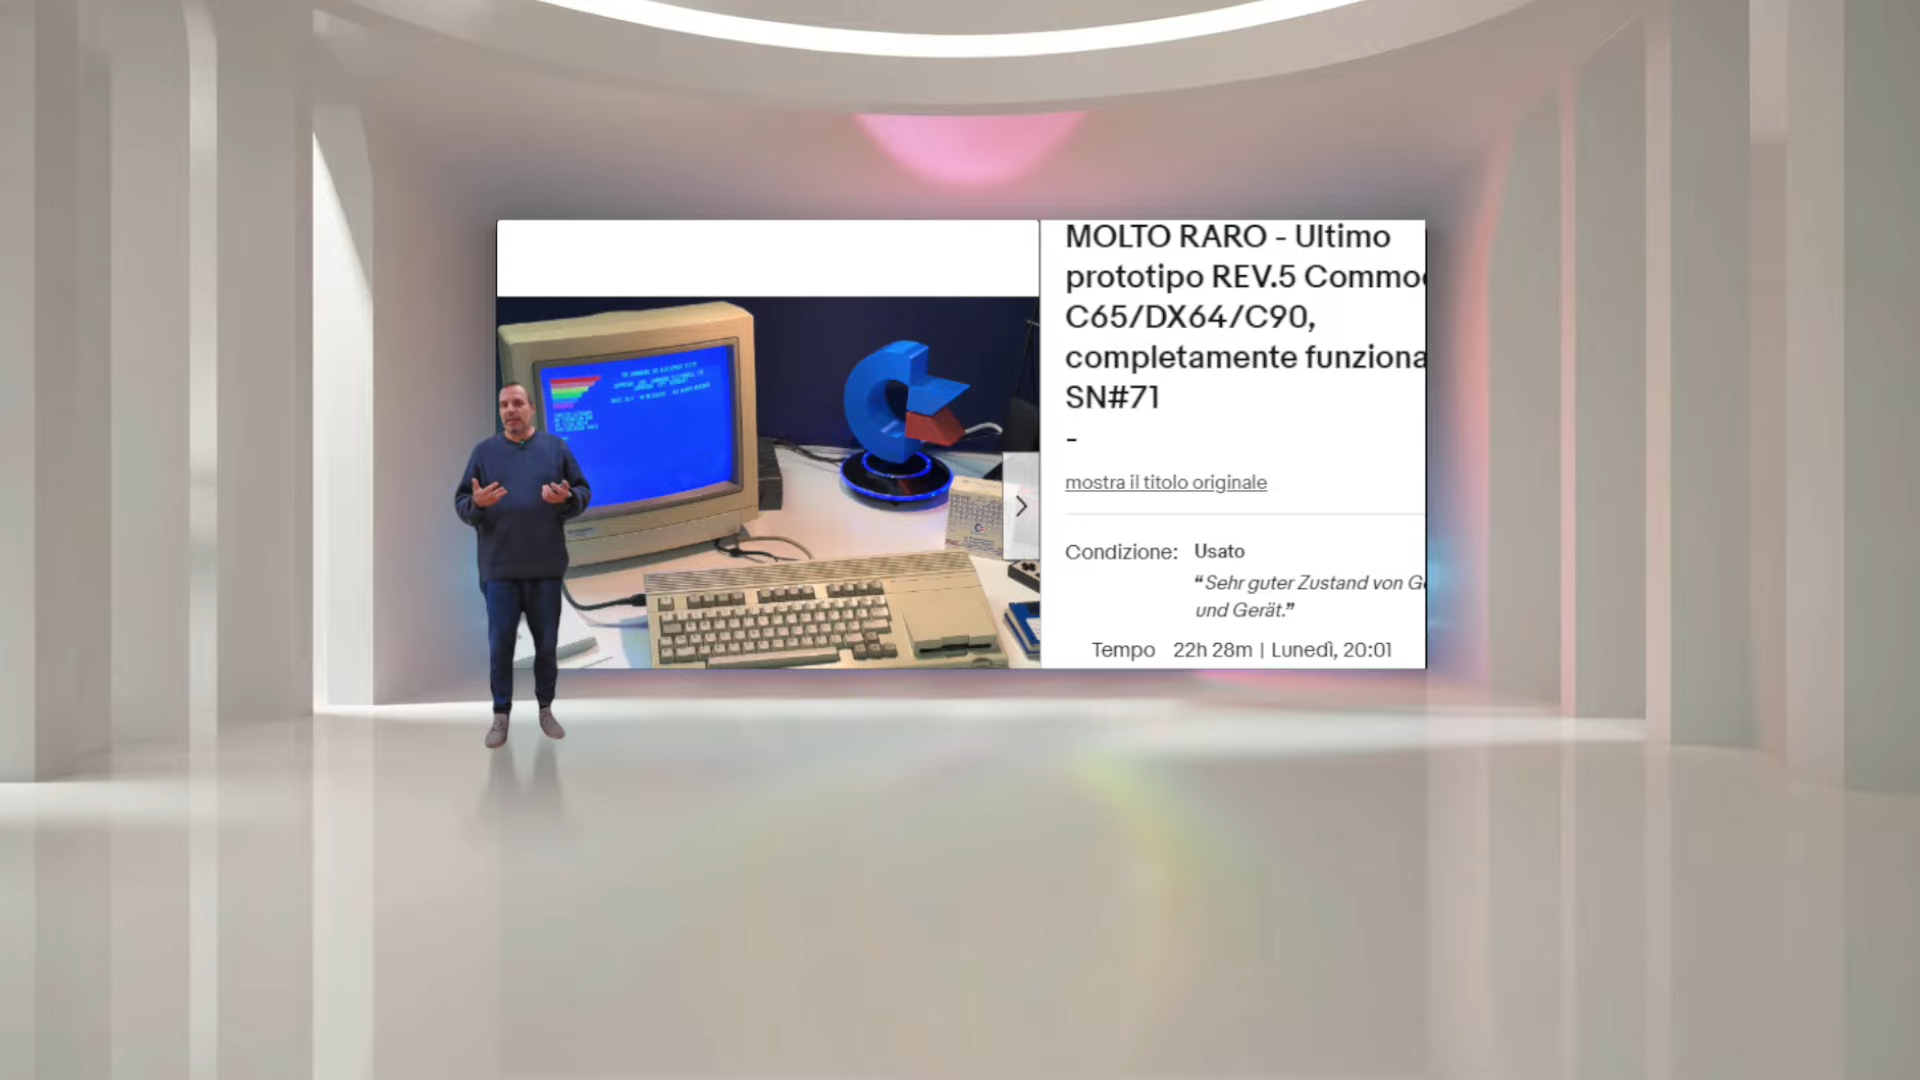 MOLTO RARO - Ultimo
prototipo REV.5 Commo
C65/DX64/C90,
completamente funziona
SN#71
-
mostra il titolo originale
Condizione: Usato
“Sehr guter Zustand von G
und Gerät.”
Tempo 22h 28m | Lunedì, 20:01